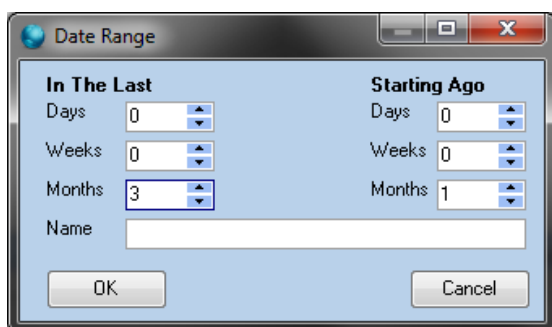 Date Range
In The Last Starting Ago
Days 0 Days 0
Weeks 0 Weeks 0
Months 3 Months 1
Name
OK Cancel